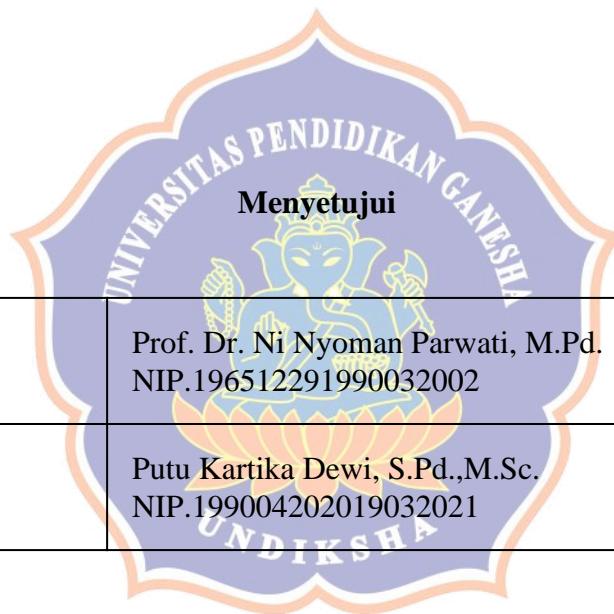 UNIVERSITAS PENDIDIKAN GANESHA
Menyetujui
Prof. Dr. Ni Nyoman Parwati, M.Pd.
NIP.196512291990032002
Putu Kartika Dewi, S.Pd.,M.Sc.
NIP.199004202019032021
UNDIKSHA